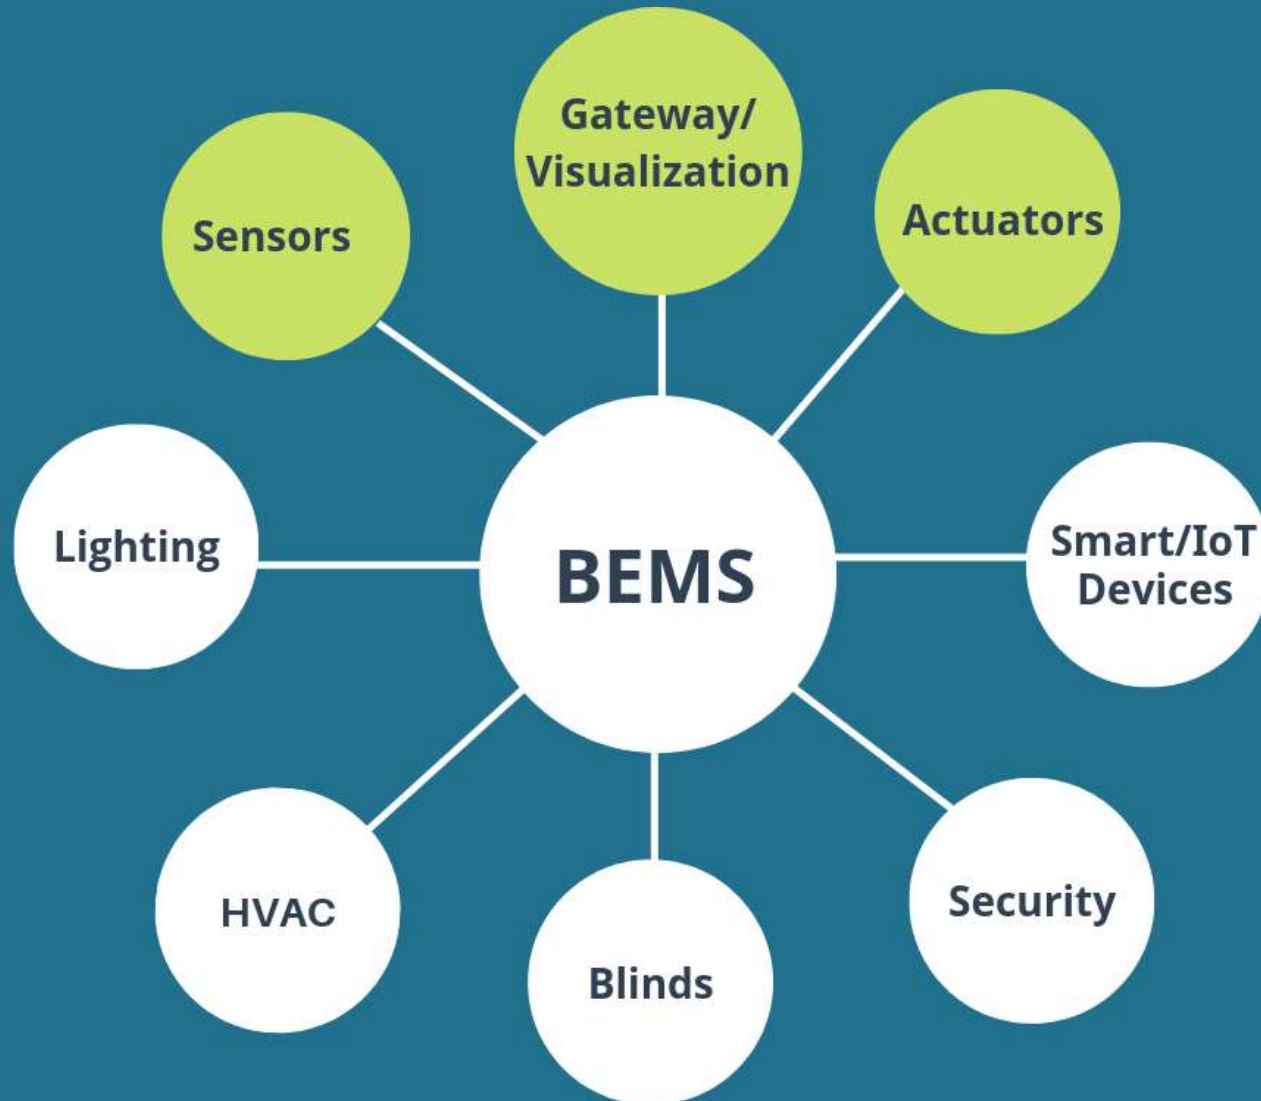 Gateway/
Visualization
Sensors
Actuators
Lighting
BEMS
Smart/IoT
Devices
HVAC
Security
Blinds